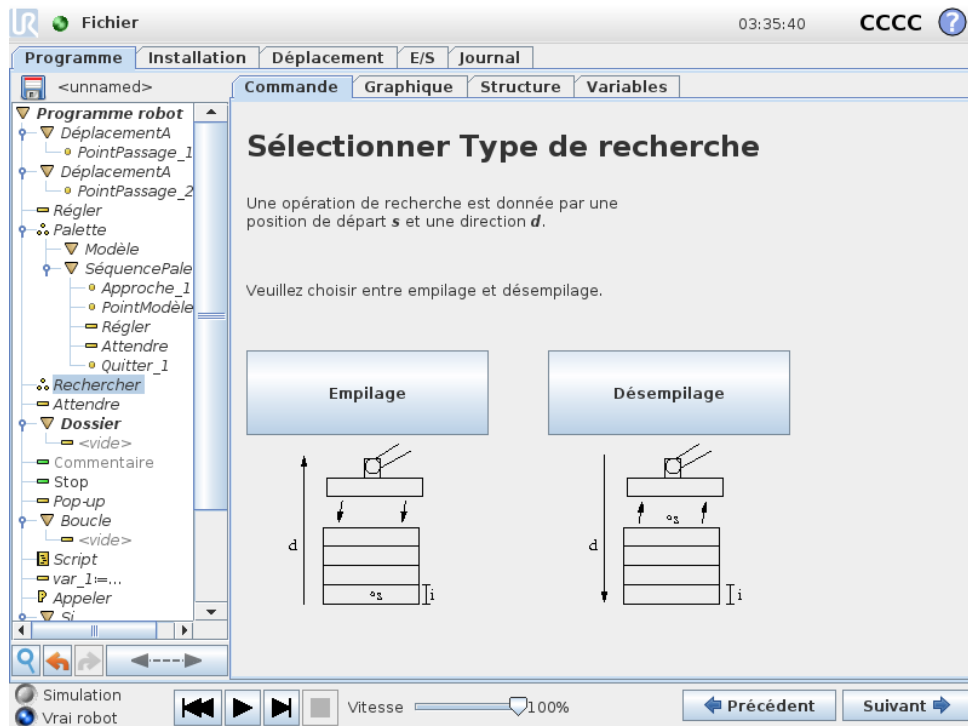 UR Fichier 03:35:40 CCCC ?
Programme Installation Déplacement E/S Journal
<unnamed>
Commande Graphique Structure Variables
Programme robot
DéplacementA
PointPassage_1
DéplacementA
PointPassage_2
Régler
Palette
Modèle
SéquencePale
Approche_1
PointModèle
Régler
Attendre
Quitter_1
Rechercher
Attendre
Dossier
<vide>
Commentaire
Stop
Pop-up
Boucle
<vide>
Script
var_1:=...
Appeler
Si
Sélectionner Type de recherche
Une opération de recherche est donnée par une
position de départ s et une direction d.
Veuillez choisir entre empilage et désempilage.
Empilage Désempilage
d s i
d s i
Simulation
Vrai robot
Vitesse 100%
Précédent Suivant